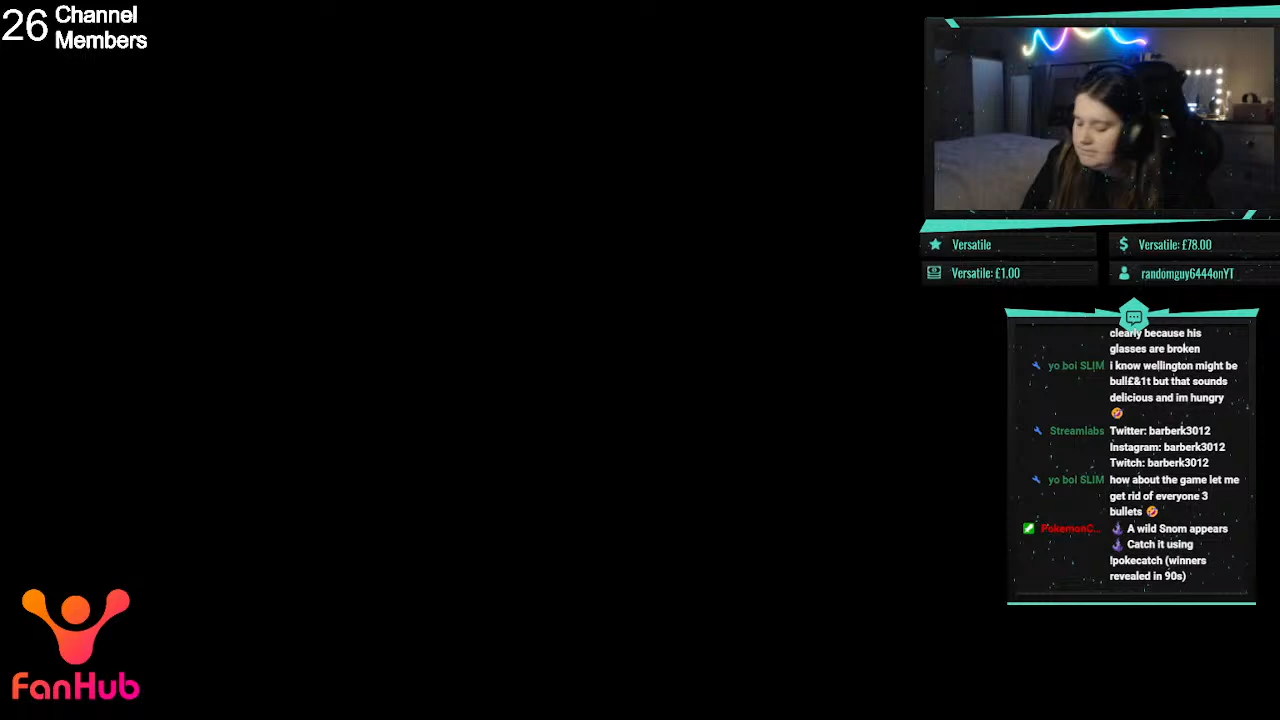 26 Channel
Members
Versatile
Versatile: £78.00
Versatile: £1.00
randomguy6444onYT
clearly because his
glasses are broken
yo boi SLIM i know wellington might be
bull£&1t but that sounds
delicious and im hungry
🤣
Streamlabs Twitter: barberk3012
Instagram: barberk3012
Twitch: barberk3012
yo boi SLIM how about the game let me
get rid of everyone 3
bullets 🤣
PokemonC... A wild Snom appears
Catch it using
!pokecatch (winners
revealed in 90s)
FanHub